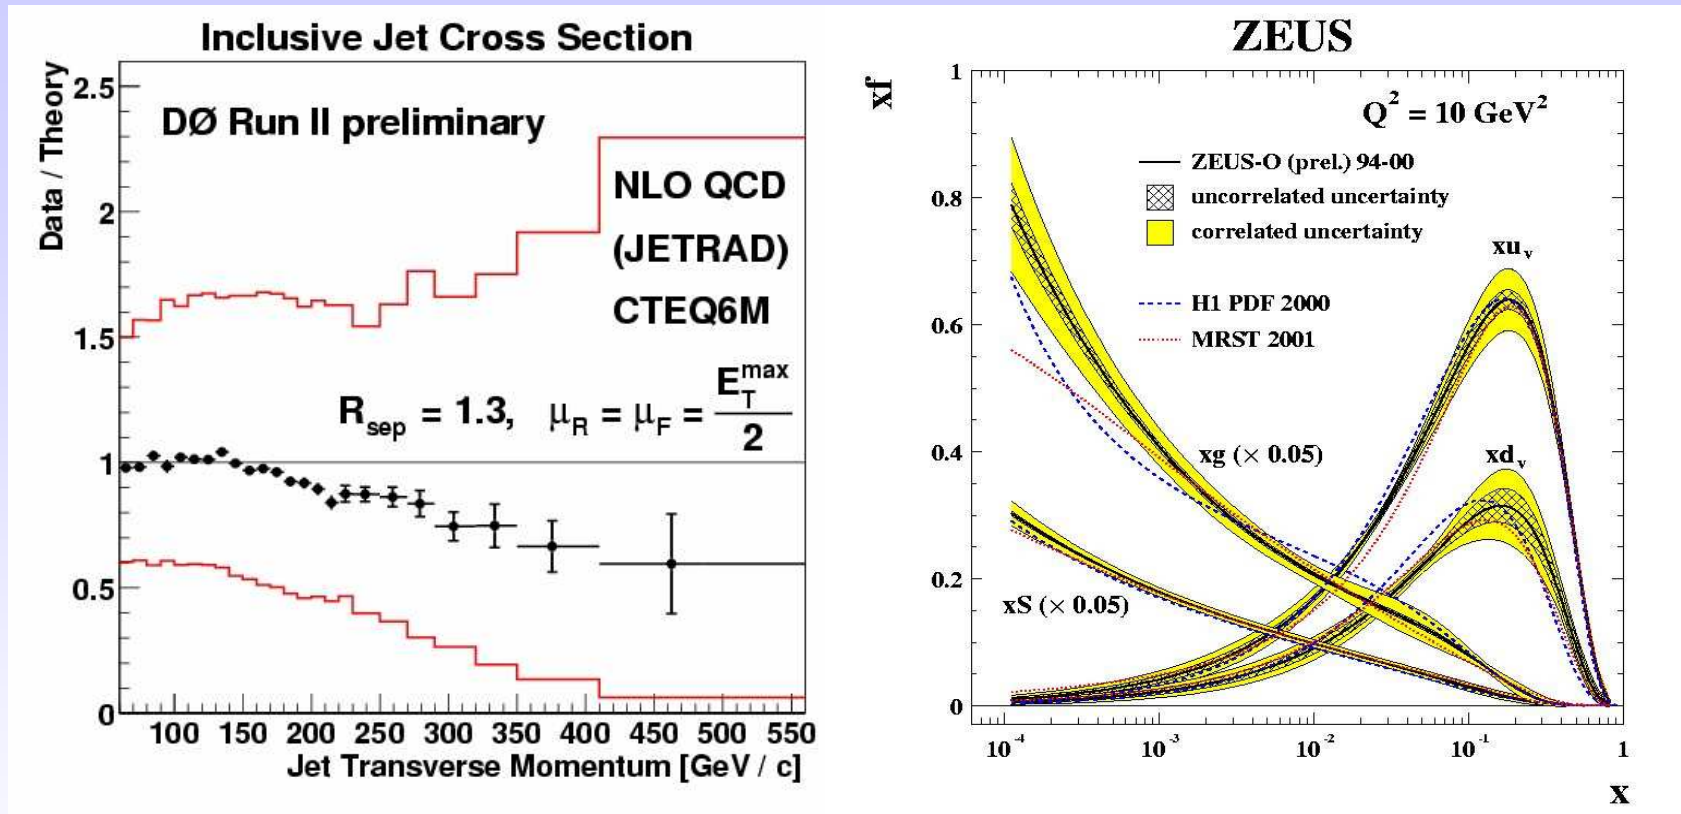 Inclusive Jet Cross Section
Data / Theory
2.5
2
1.5
1
0.5
0
DØ Run II preliminary
NLO QCD
(JETRAD)
CTEQ6M
R_sep = 1.3, μ_R = μ_F = E_T^max / 2
100 150 200 250 300 350 400 450 500 550
Jet Transverse Momentum [GeV / c]
ZEUS
xf
1
0.8
0.6
0.4
0.2
0
Q² = 10 GeV²
ZEUS-O (prel.) 94-00
uncorrelated uncertainty
correlated uncertainty
H1 PDF 2000
MRST 2001
xu_v
xd_v
xg (× 0.05)
xS (× 0.05)
10⁻⁴ 10⁻³ 10⁻² 10⁻¹ 1
x